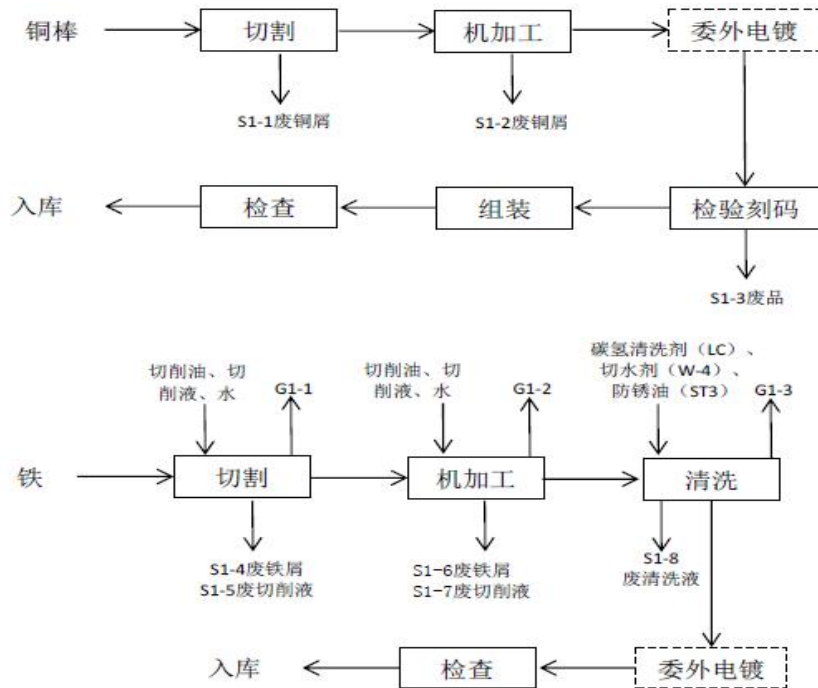 铜棒
切割
机加工
委外电镀
S1-1废铜屑
S1-2废铜屑
入库
检查
组装
检验刻码
S1-3废品
切削油、切
削液、水
G1-1
切削油、切
削液、水
G1-2
碳氢清洗剂（LC）、
切水剂（W-4）、
防锈油（ST3）
G1-3
铁
切割
机加工
清洗
S1-4废铁屑
S1-5废切削液
S1-6废铁屑
S1-7废切削液
S1-8
废清洗液
入库
检查
委外电镀